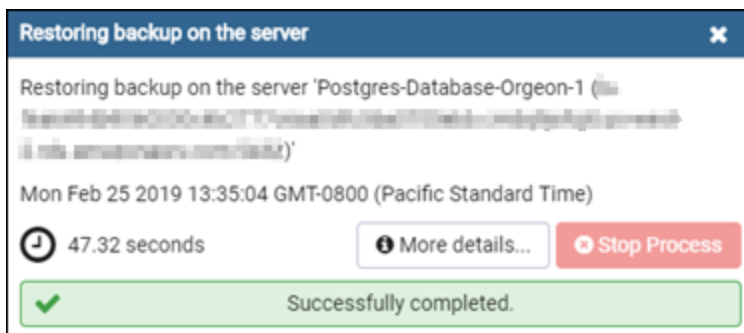 Restoring backup on the server
Restoring backup on the server 'Postgres-Database-Orgeon-1 (
)'
Mon Feb 25 2019 13:35:04 GMT-0800 (Pacific Standard Time)
47.32 seconds
More details...
Stop Process
Successfully completed.